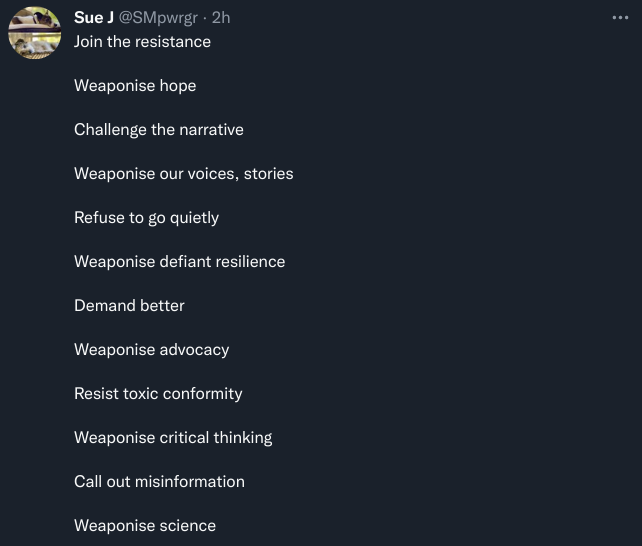 Sue J @SMpwrgr · 2h
Join the resistance
Weaponise hope
Challenge the narrative
Weaponise our voices, stories
Refuse to go quietly
Weaponise defiant resilience
Demand better
Weaponise advocacy
Resist toxic conformity
Weaponise critical thinking
Call out misinformation
Weaponise science